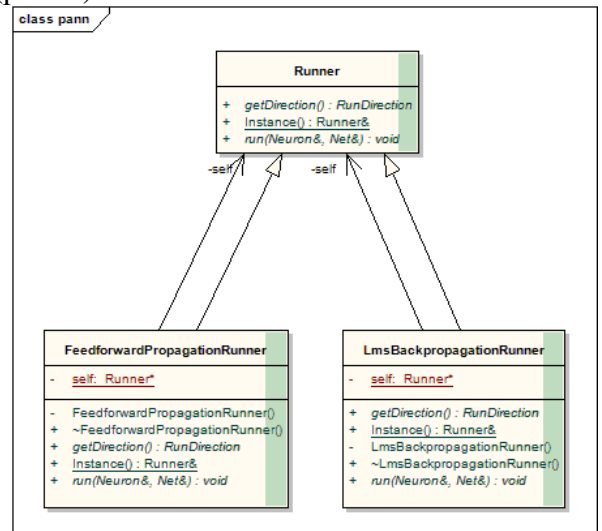 class pann
Runner
+ getDirection() : RunDirection
+ Instance() : Runner&
+ run(Neuron&, Net&) : void
-self -self
FeedforwardPropagationRunner
- self: Runner*
- FeedforwardPropagationRunner()
+ ~FeedforwardPropagationRunner()
+ getDirection() : RunDirection
+ Instance() : Runner&
+ run(Neuron&, Net&) : void
LmsBackpropagationRunner
- self: Runner*
+ getDirection() : RunDirection
+ Instance() : Runner&
- LmsBackpropagationRunner()
+ ~LmsBackpropagationRunner()
+ run(Neuron&, Net&) : void